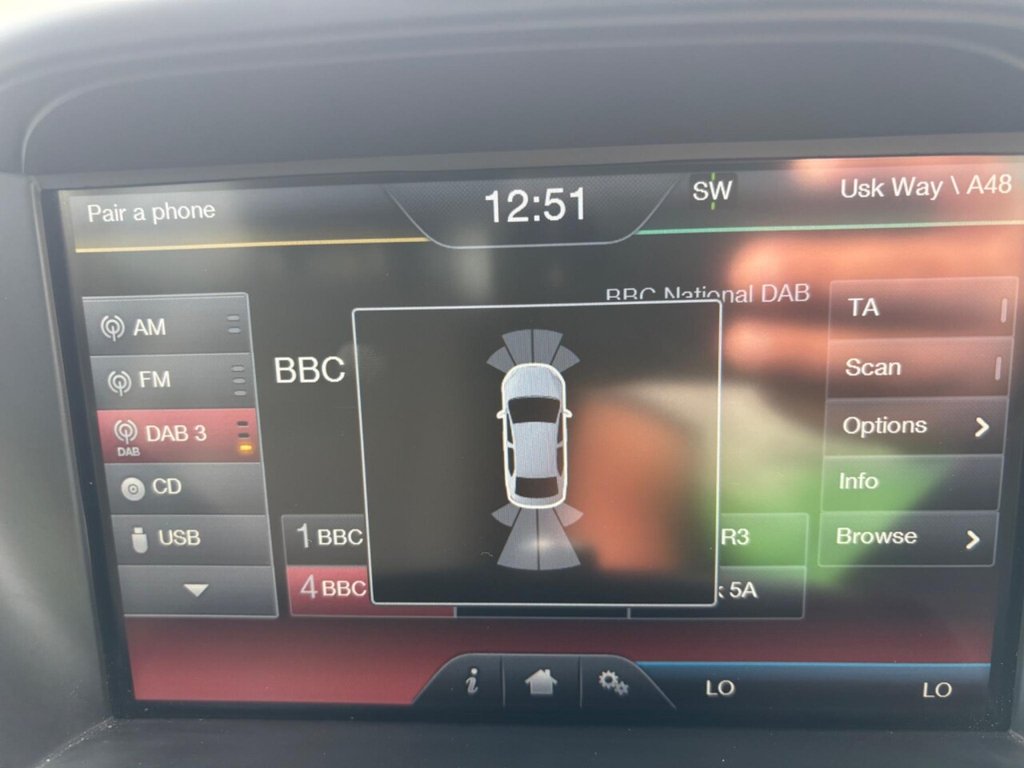 Pair a phone
12:51
SW
Usk Way \ A48
BBC National DAB
AM
FM
DAB 3
DAB
CD
USB
BBC
1 BBC
4 BBC
R3
5A
TA
Scan
Options
Info
Browse
i
LO
LO